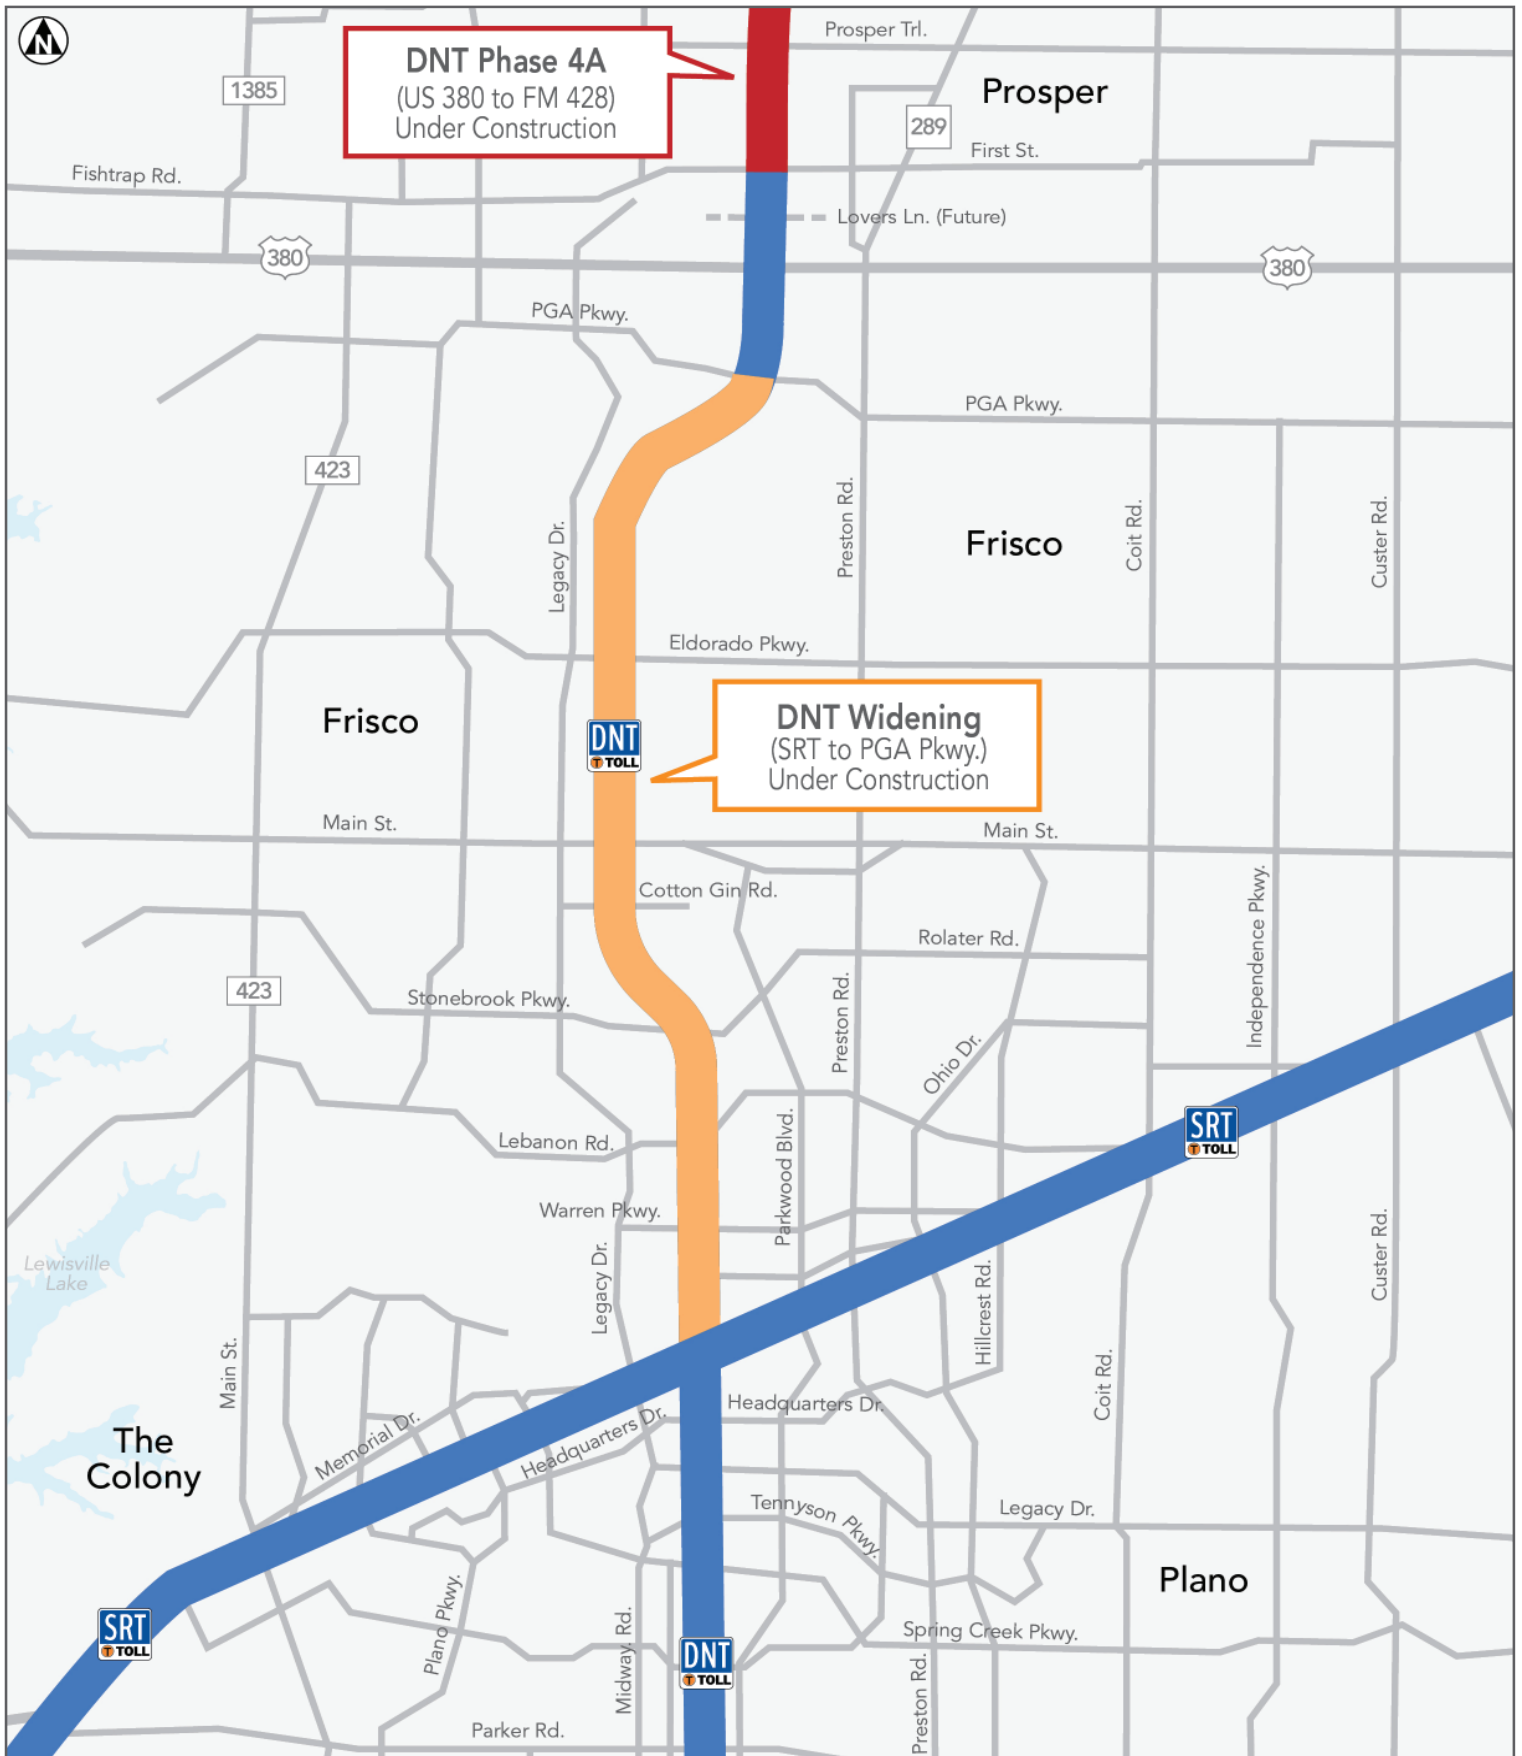 N
Prosper Trl.
DNT Phase 4A
(US 380 to FM 428)
Under Construction
1385
Prosper
289
First St.
Fishtrap Rd.
Lovers Ln. (Future)
380
380
PGA Pkwy.
PGA Pkwy.
423
Preston Rd.
Coit Rd.
Custer Rd.
Legacy Dr.
Frisco
Eldorado Pkwy.
Frisco
DNT
T TOLL
DNT Widening
(SRT to PGA Pkwy.)
Under Construction
Main St.
Main St.
Cotton Gin Rd.
Independence Pkwy.
Rolater Rd.
423
Stonebrook Pkwy.
Preston Rd.
Ohio Dr.
SRT
T TOLL
Lebanon Rd.
Parkwood Blvd.
Warren Pkwy.
Lewisville
Lake
Legacy Dr.
Custer Rd.
Hillcrest Rd.
Main St.
Coit Rd.
Headquarters Dr.
Memorial Dr.
Headquarters Dr.
The
Colony
Tennyson Pkwy.
Legacy Dr.
Plano
SRT
T TOLL
Plano Pkwy.
Midway. Rd.
DNT
T TOLL
Spring Creek Pkwy.
Preston Rd.
Parker Rd.